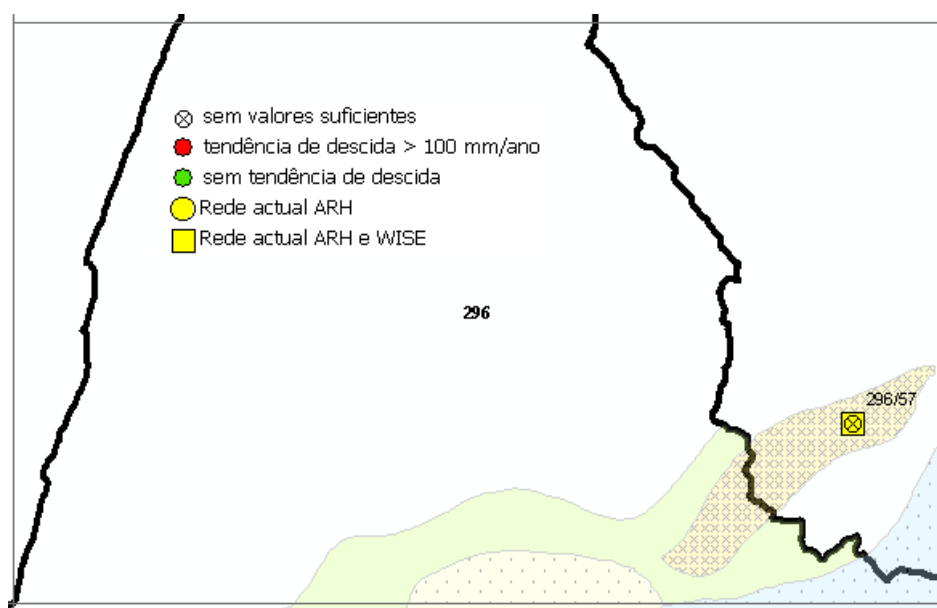 sem valores suficientes
tendência de descida > 100 mm/ano
sem tendência de descida
Rede actual ARH
Rede actual ARH e WISE
296
296/57